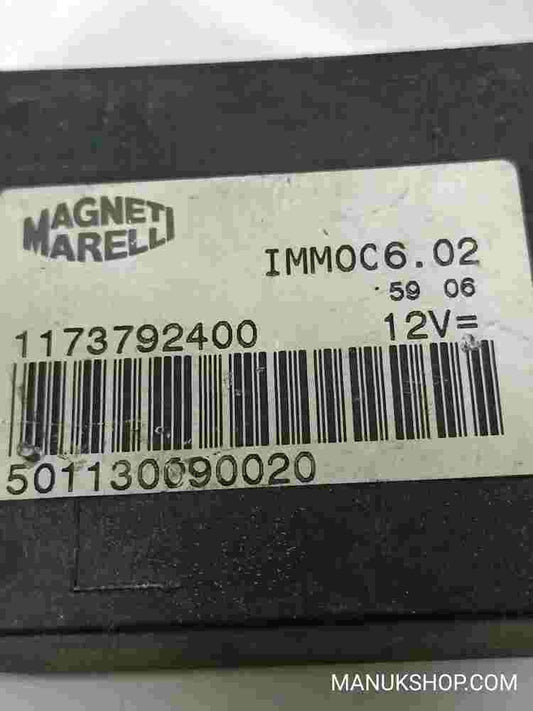 MAGNETI
MARELLI
IMMOC6.02
59 06
1173792400
12V=
501130090020
MANUKSHOP.COM